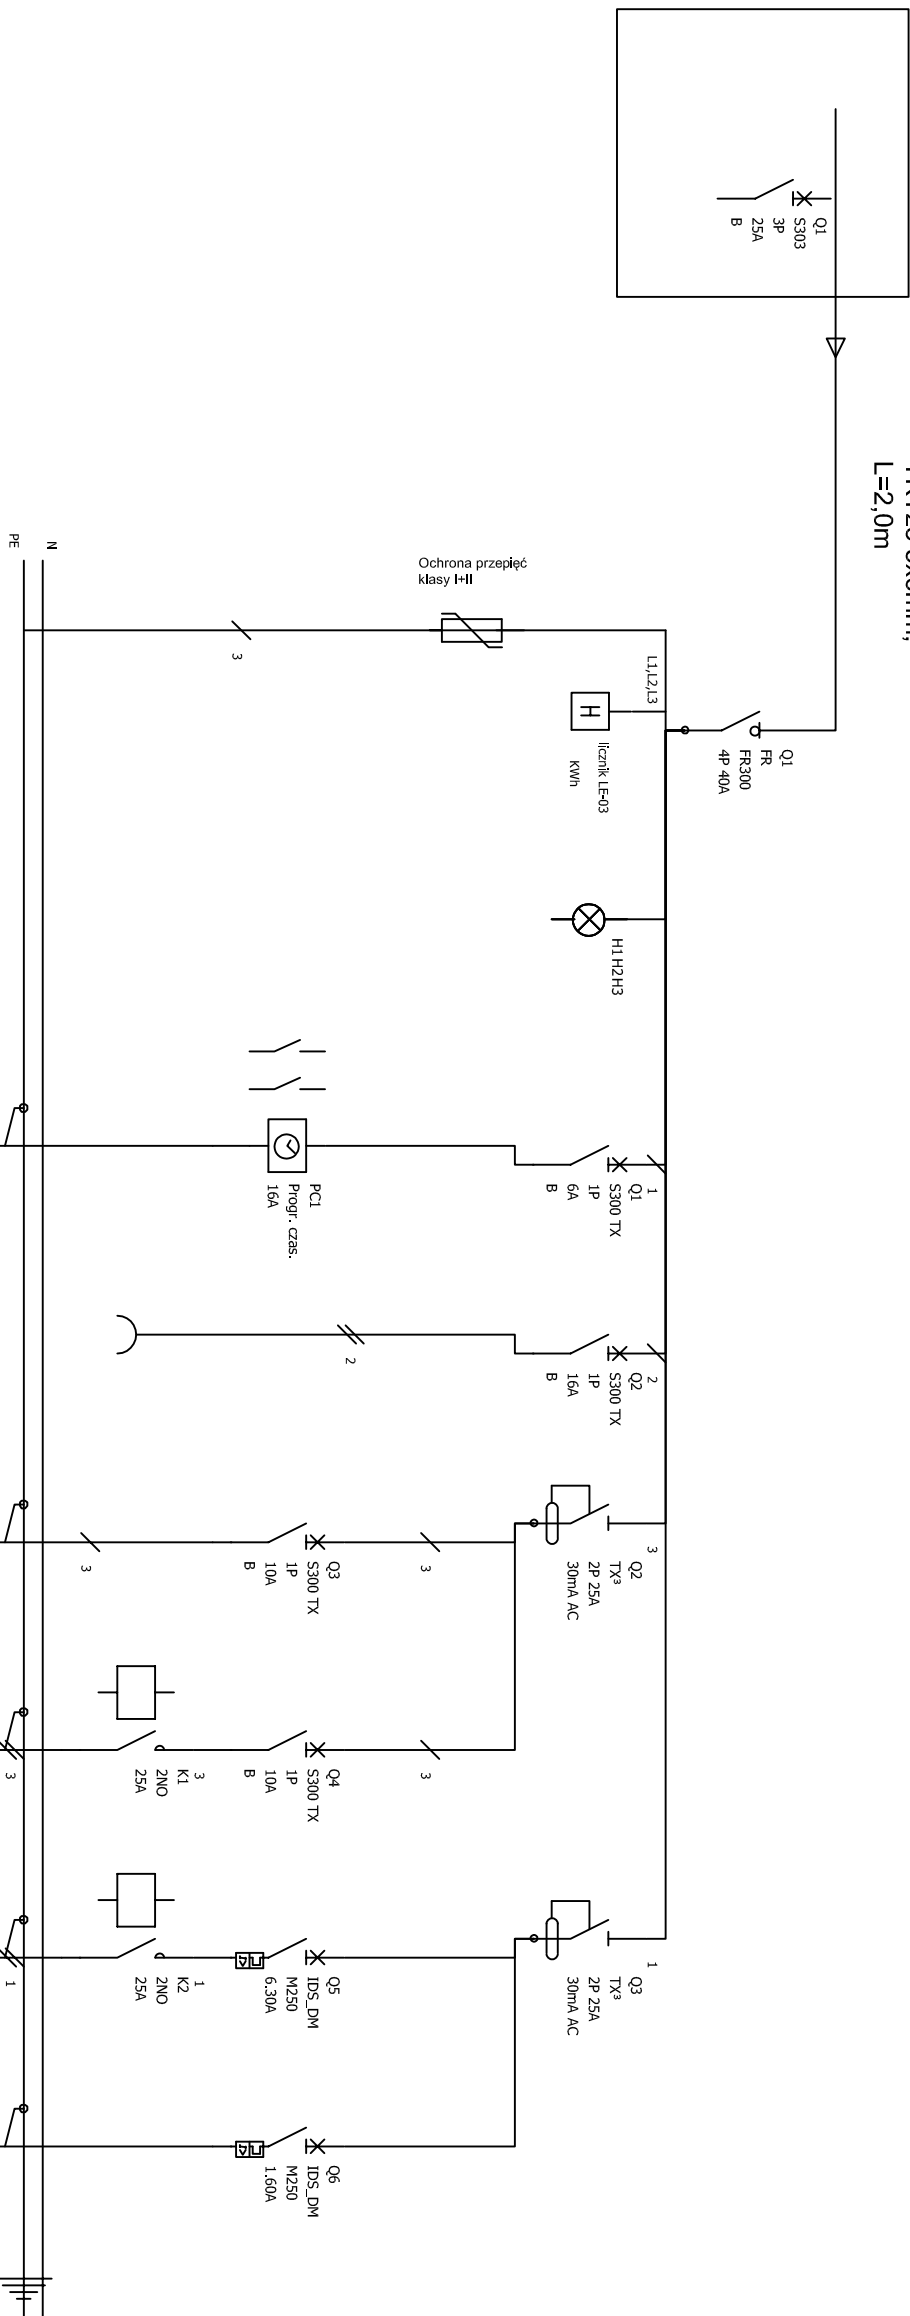 Q1
S303
3P
25A
B
L=2,0m
N
PE
Ochrona przepięć
klasy I+II
3
L1,L2,L3
licznik LE-03
KWh
Q1
FR
FR300
4P 40A
H1H2H3
1
Q1
S300 TX
1P
6A
B
PC1
Progr. czas.
16A
2
Q2
S300 TX
1P
16A
B
2
3
Q2
TX³
2P 25A
30mA AC
3
Q3
S300 TX
1P
10A
B
3
3
Q4
S300 TX
1P
10A
B
3
K1
2NO
25A
3
1
Q3
TX³
2P 25A
30mA AC
Q5
IDS_DM
M250
6.30A
1
K2
2NO
25A
1
Q6
IDS_DM
M250
1.60A